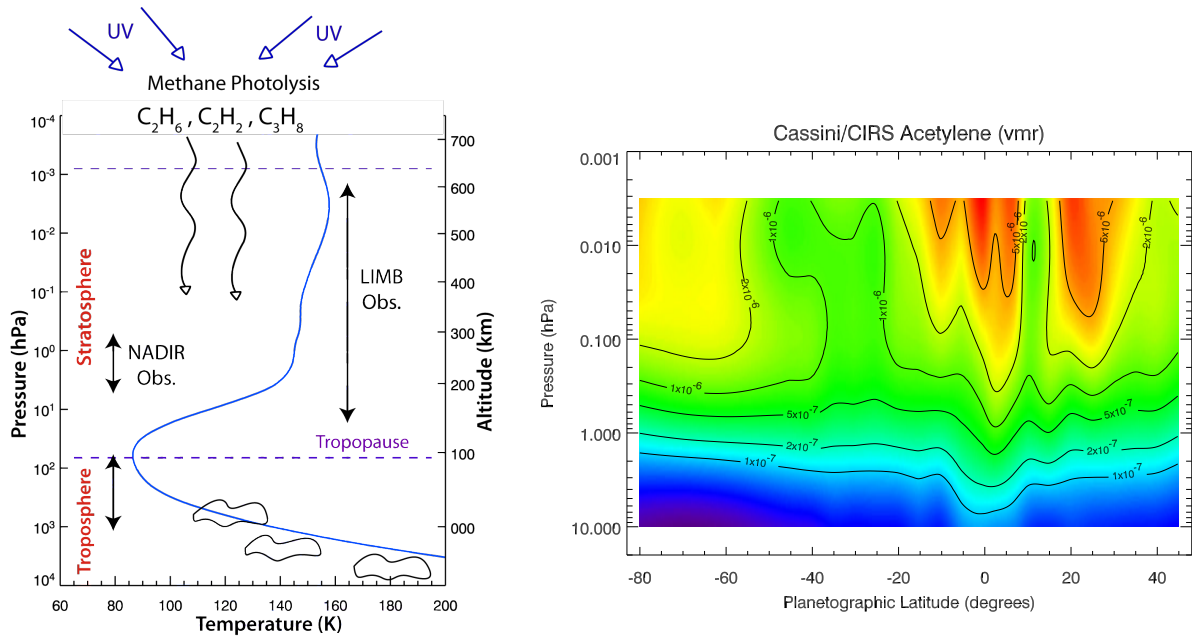 UV
UV
Methane Photolysis
C₂H₆ , C₂H₂ , C₃H₈
10⁻⁴
10⁻³
10⁻²
10⁻¹
10⁰
10¹
10²
10³
10⁴
Pressure (hPa)
Stratosphere
Troposphere
NADIR
Obs.
LIMB
Obs.
Tropopause
700
600
500
400
300
200
100
000
Altitude (km)
60
80
100
120
140
160
180
200
Temperature (K)
Cassini/CIRS Acetylene (vmr)
0.001
0.010
0.100
1.000
10.000
Pressure (hPa)
1x10⁻⁶
2x10⁻⁶
1x10⁻⁶
1x10⁻⁶
5x10⁻⁶
5x10⁻⁶
2x10⁻⁶
5x10⁻⁷
5x10⁻⁷
2x10⁻⁷
2x10⁻⁷
1x10⁻⁷
1x10⁻⁷
-80
-60
-40
-20
0
20
40
Planetographic Latitude (degrees)